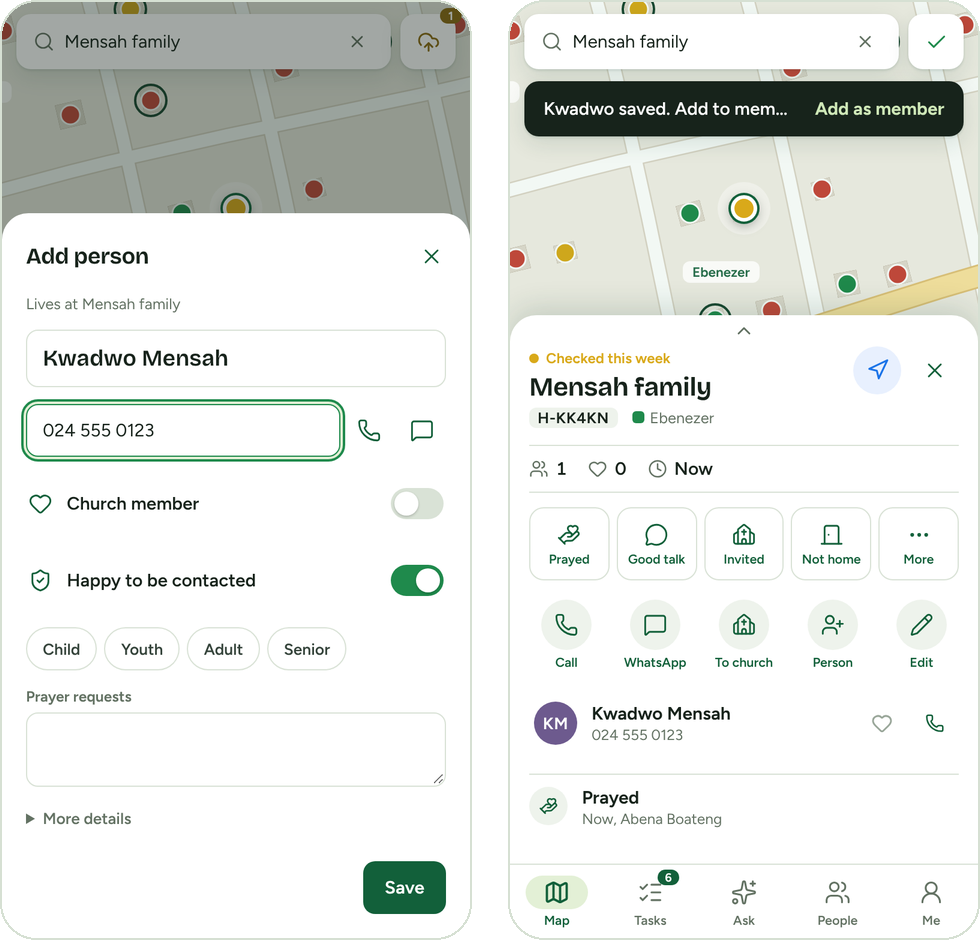 Mensah family
1
Add person
Lives at Mensah family
Kwadwo Mensah
024 555 0123
Church member
Happy to be contacted
Child
Youth
Adult
Senior
Prayer requests
More details
Save
Mensah family
Kwadwo saved. Add to mem...
Add as member
Ebenezer
Checked this week
Mensah family
H-KK4KN
Ebenezer
1
0
Now
Prayed
Good talk
Invited
Not home
More
Call
WhatsApp
To church
Person
Edit
KM
Kwadwo Mensah
024 555 0123
Prayed
Now, Abena Boateng
6
Map
Tasks
Ask
People
Me